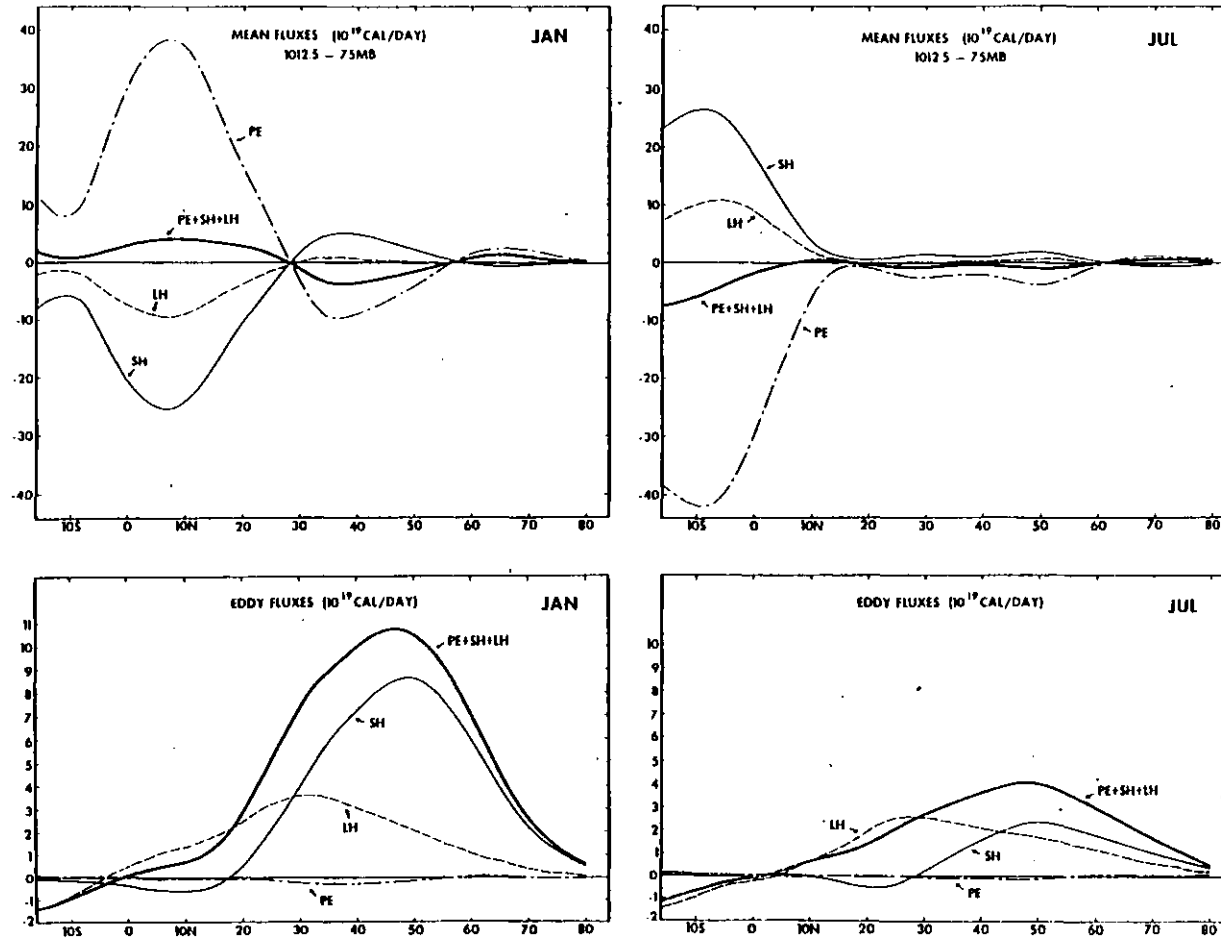 MEAN FLUXES (10¹⁹ CAL/DAY) JAN
1012.5 – 75MB
40
30
20
10
0
-10
-20
-30
-40
PE
PE+SH+LH
LH
SH
10S 0 10N 20 30 40 50 60 70 80
MEAN FLUXES (10¹⁹ CAL/DAY) JUL
1012.5 – 75MB
40
30
20
10
0
-10
-20
-30
-40
SH
LH
PE+SH+LH
PE
10S 0 10N 20 30 40 50 60 70 80
EDDY FLUXES (10¹⁹ CAL/DAY) JAN
11
10
9
8
7
6
5
4
3
2
1
0
-1
-2
PE+SH+LH
SH
LH
PE
10S 0 10N 20 30 40 50 60 70 80
EDDY FLUXES (10¹⁹ CAL/DAY) JUL
10
9
8
7
6
5
4
3
2
1
0
-1
-2
PE+SH+LH
LH
SH
PE
10S 0 10N 20 30 40 50 60 70 80